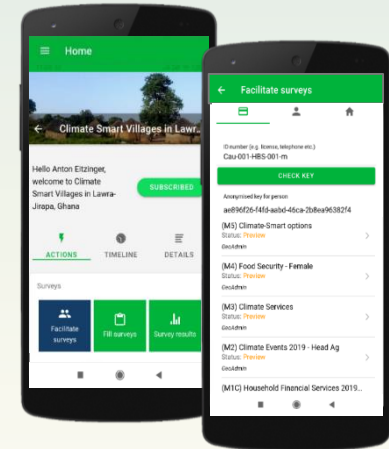 Home
Climate Smart Villages in Lawr..
Hello Anton Eitzinger,
welcome to Climate
Smart Villages in Lawra-
Jirapa, Ghana
SUBSCRIBED
ACTIONS TIMELINE DETAILS
Surveys
Facilitate
surveys
Fill surveys
Survey results
Facilitate surveys
ID number (e.g. license, telephone etc.)
Cau-001-HBS-001-m
CHECK KEY
Anonymised key for person
ae896f26-f4fd-aabd-46ca-2b8ea96382f4
(M5) Climate-Smart options
Status: Preview
GeoAdmin
(M4) Food Security - Female
Status: Preview
GeoAdmin
(M3) Climate Services
Status: Preview
GeoAdmin
(M2) Climate Events 2019 - Head Ag
Status: Preview
GeoAdmin
(M1C) Household Financial Services 2019...